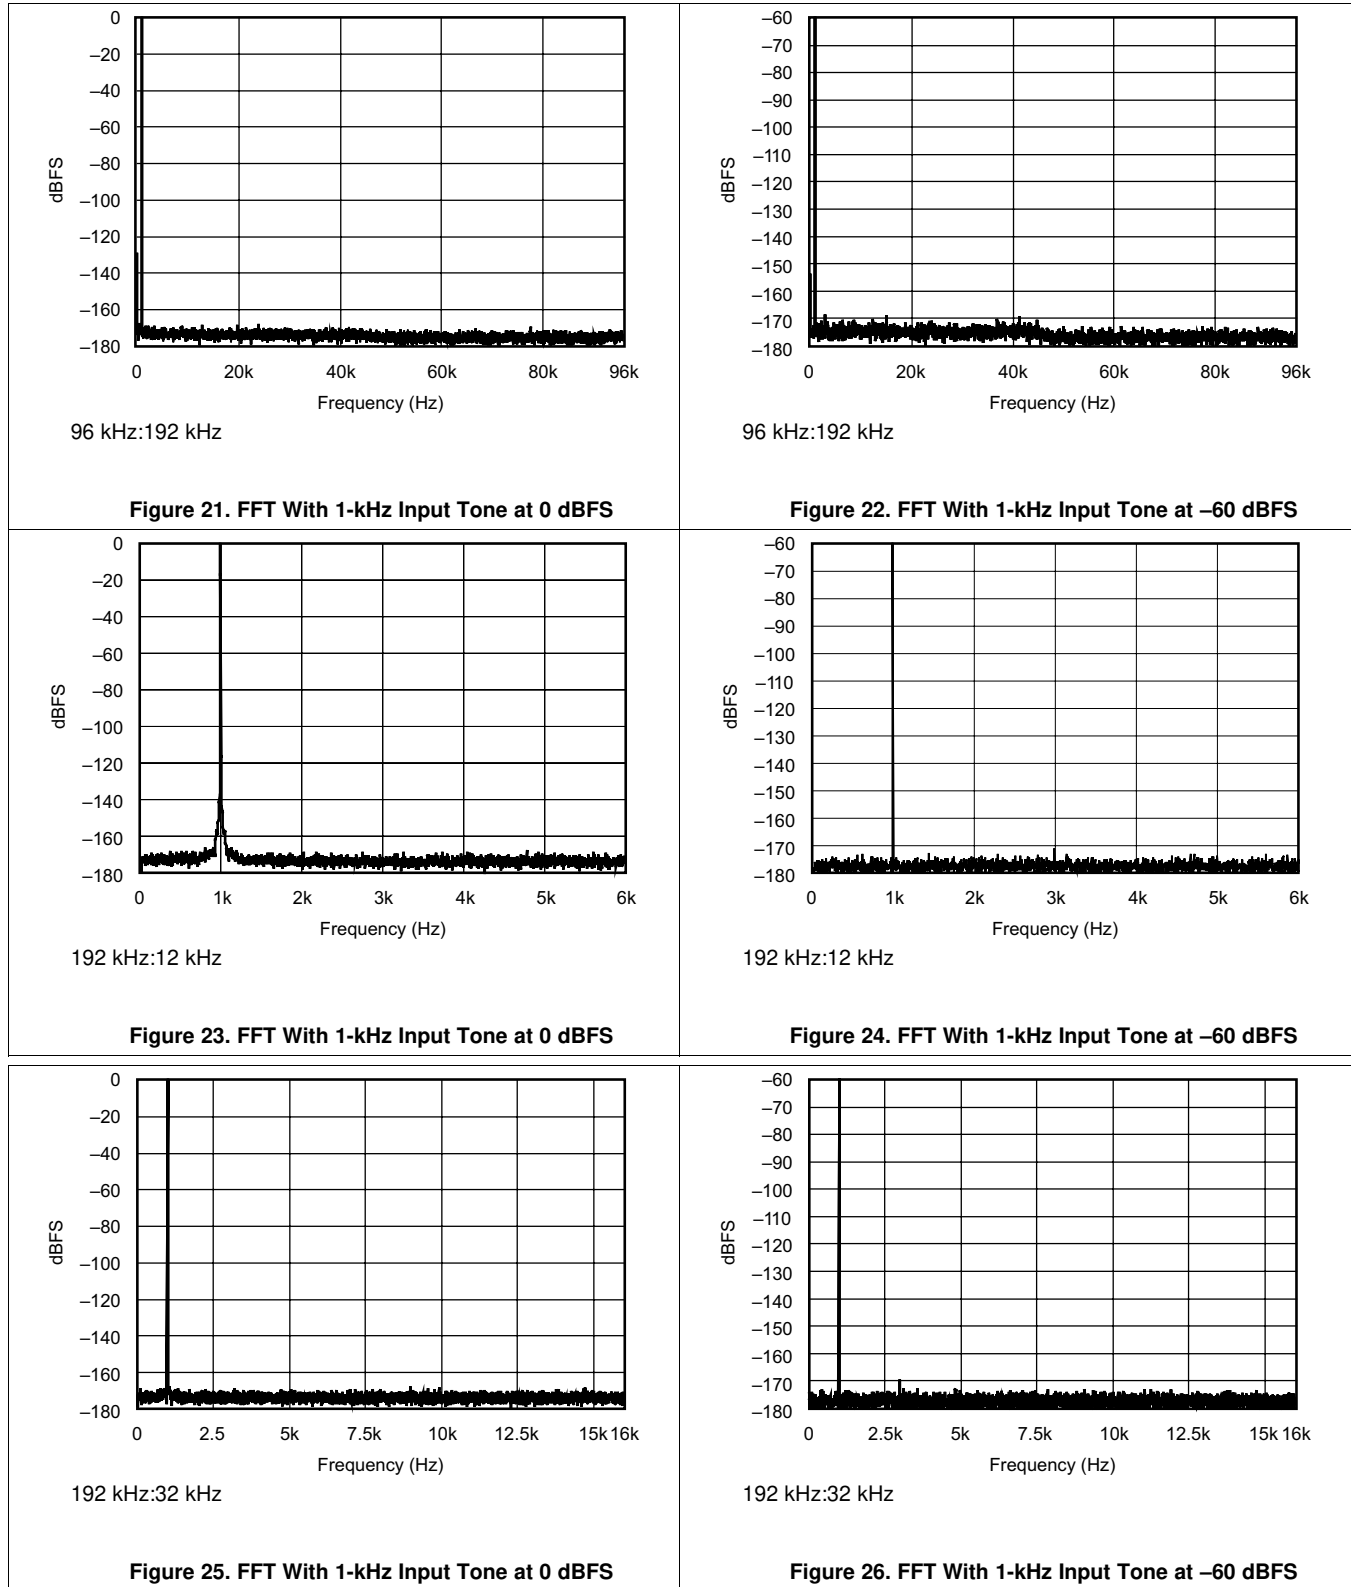 0
–20
–40
–60
–80
–100
–120
–140
–160
–180
dBFS
0 20k 40k 60k 80k 96k
Frequency (Hz)
96 kHz:192 kHz
Figure 21. FFT With 1-kHz Input Tone at 0 dBFS
–60
–70
–80
–90
–100
–110
–120
–130
–140
–150
–160
–170
–180
dBFS
0 20k 40k 60k 80k 96k
Frequency (Hz)
96 kHz:192 kHz
Figure 22. FFT With 1-kHz Input Tone at –60 dBFS
0
–20
–40
–60
–80
–100
–120
–140
–160
–180
dBFS
0 1k 2k 3k 4k 5k 6k
Frequency (Hz)
192 kHz:12 kHz
Figure 23. FFT With 1-kHz Input Tone at 0 dBFS
–60
–70
–80
–90
–100
–110
–120
–130
–140
–150
–160
–170
–180
dBFS
0 1k 2k 3k 4k 5k 6k
Frequency (Hz)
192 kHz:12 kHz
Figure 24. FFT With 1-kHz Input Tone at –60 dBFS
0
–20
–40
–60
–80
–100
–120
–140
–160
–180
dBFS
0 2.5 5k 7.5k 10k 12.5k 15k 16k
Frequency (Hz)
192 kHz:32 kHz
Figure 25. FFT With 1-kHz Input Tone at 0 dBFS
–60
–70
–80
–90
–100
–110
–120
–130
–140
–150
–160
–170
–180
dBFS
0 2.5k 5k 7.5k 10k 12.5k 15k 16k
Frequency (Hz)
192 kHz:32 kHz
Figure 26. FFT With 1-kHz Input Tone at –60 dBFS